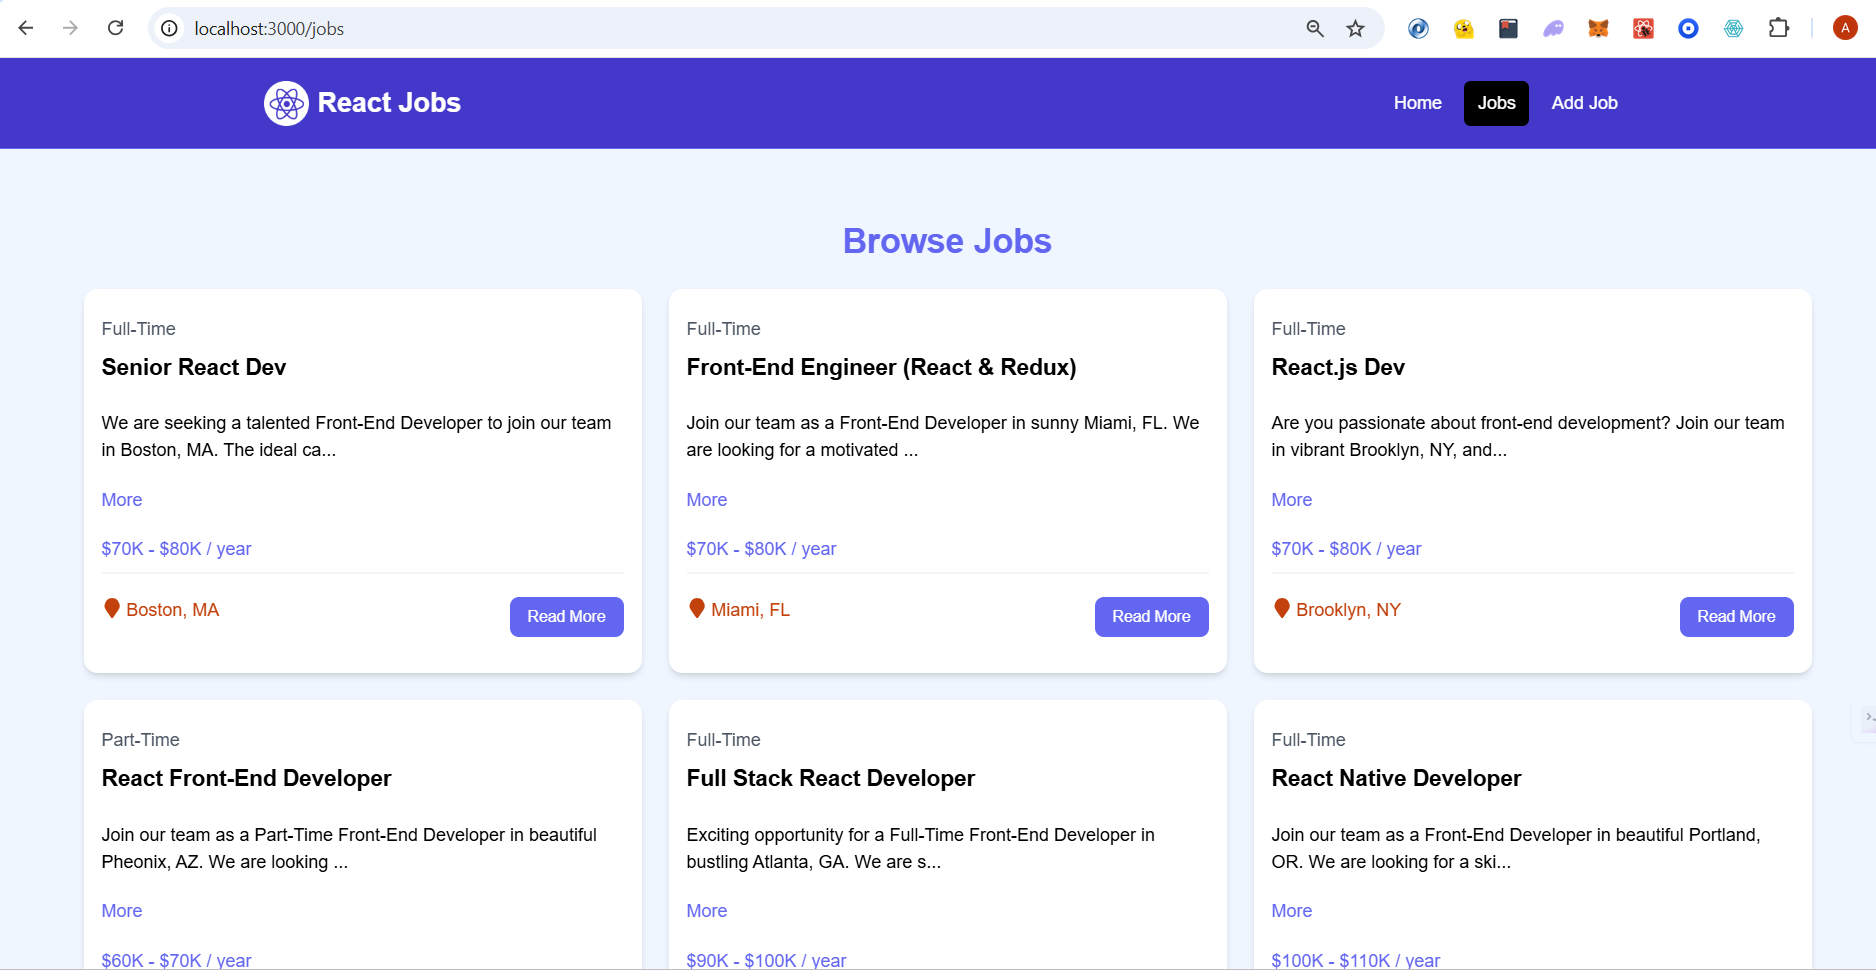 localhost:3000/jobs
A
React Jobs
Home
Jobs
Add Job
Browse Jobs
Full-Time
Senior React Dev
We are seeking a talented Front-End Developer to join our team
in Boston, MA. The ideal ca...
More
$70K - $80K / year
Boston, MA
Read More
Full-Time
Front-End Engineer (React & Redux)
Join our team as a Front-End Developer in sunny Miami, FL. We
are looking for a motivated ...
More
$70K - $80K / year
Miami, FL
Read More
Full-Time
React.js Dev
Are you passionate about front-end development? Join our team
in vibrant Brooklyn, NY, and...
More
$70K - $80K / year
Brooklyn, NY
Read More
Part-Time
React Front-End Developer
Join our team as a Part-Time Front-End Developer in beautiful
Pheonix, AZ. We are looking ...
More
$60K - $70K / year
Full-Time
Full Stack React Developer
Exciting opportunity for a Full-Time Front-End Developer in
bustling Atlanta, GA. We are s...
More
$90K - $100K / year
Full-Time
React Native Developer
Join our team as a Front-End Developer in beautiful Portland,
OR. We are looking for a ski...
More
$100K - $110K / year